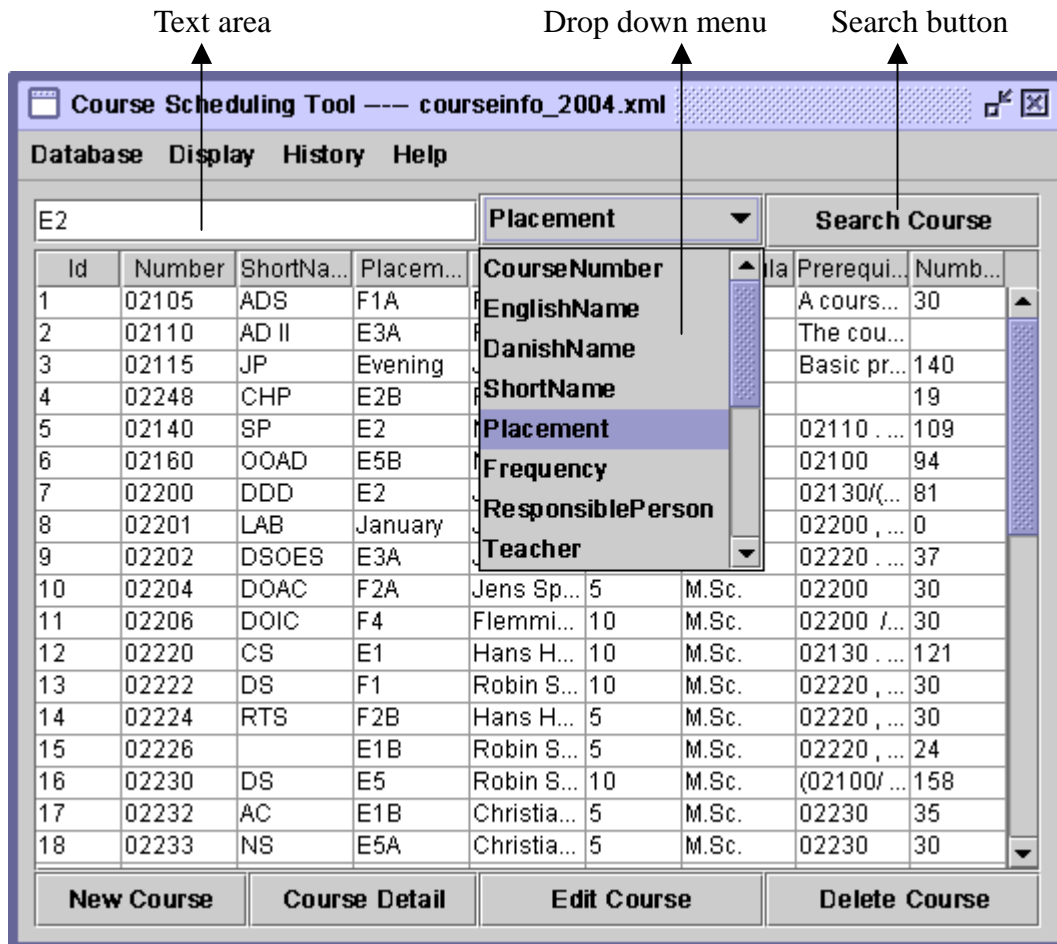 Text area Drop down menu Search button
Course Scheduling Tool ---- courseinfo_2004.xml
Database Display History Help
E2 Placement Search Course
Id Number ShortNa... Placem... CourseNumber ula Prerequi... Numb...
1 02105 ADS F1A A cours... 30
EnglishName
2 02110 AD II E3A The cou...
DanishName
3 02115 JP Evening Basic pr... 140
ShortName
4 02248 CHP E2B 19
5 02140 SP E2 Placement 02110 . ... 109
6 02160 OOAD E5B Frequency 02100 94
7 02200 DDD E2 02130/(... 81
ResponsiblePerson
8 02201 LAB January 02200 , ... 0
9 02202 DSOES E3A Teacher 02220 . ... 37
10 02204 DOAC F2A Jens Sp... 5 M.Sc. 02200 30
11 02206 DOIC F4 Flemmi... 10 M.Sc. 02200 /... 30
12 02220 CS E1 Hans H... 10 M.Sc. 02130 . ... 121
13 02222 DS F1 Robin S... 10 M.Sc. 02220 , ... 30
14 02224 RTS F2B Hans H... 5 M.Sc. 02220 , ... 30
15 02226 E1B Robin S... 5 M.Sc. 02220 , ... 24
16 02230 DS E5 Robin S... 10 M.Sc. (02100/ ... 158
17 02232 AC E1B Christia... 5 M.Sc. 02230 35
18 02233 NS E5A Christia... 5 M.Sc. 02230 30
New Course Course Detail Edit Course Delete Course